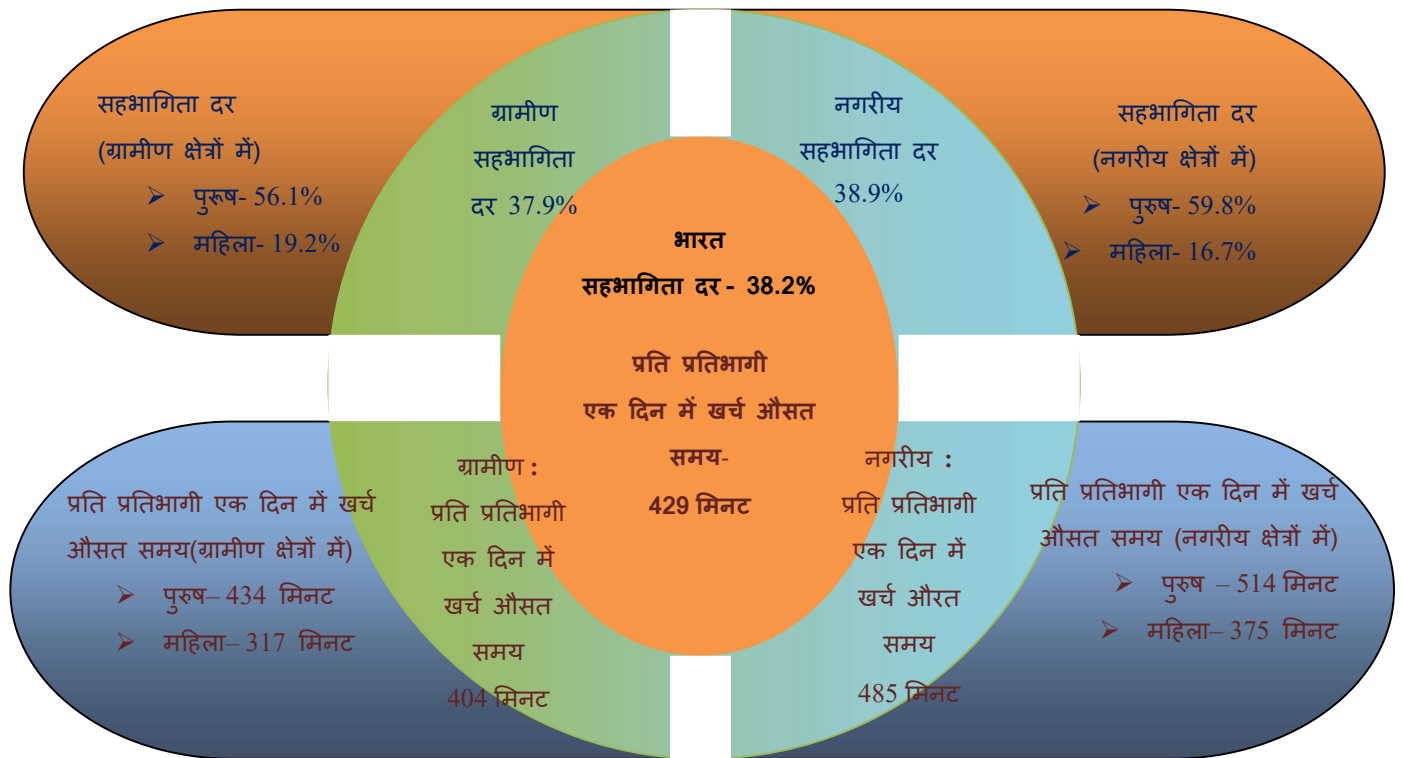 सहभागिता दर
(ग्रामीण क्षेत्रों में)
➢ पुरूष- 56.1%
➢ महिला- 19.2%
ग्रामीण
सहभागिता
दर 37.9%
नगरीय
सहभागिता दर
38.9%
सहभागिता दर
(नगरीय क्षेत्रों में)
➢ पुरुष- 59.8%
➢ महिला- 16.7%
भारत
सहभागिता दर - 38.2%
प्रति प्रतिभागी
एक दिन में खर्च औसत
समय-
429 मिनट
प्रति प्रतिभागी एक दिन में खर्च
औसत समय(ग्रामीण क्षेत्रों में)
➢ पुरुष– 434 मिनट
➢ महिला– 317 मिनट
ग्रामीण :
प्रति प्रतिभागी
एक दिन में
खर्च औसत
समय
404 मिनट
नगरीय :
प्रति प्रतिभागी
एक दिन में
खर्च औरत
समय
485 मिनट
प्रति प्रतिभागी एक दिन में खर्च
औसत समय (नगरीय क्षेत्रों में)
➢ पुरुष – 514 मिनट
➢ महिला– 375 मिनट